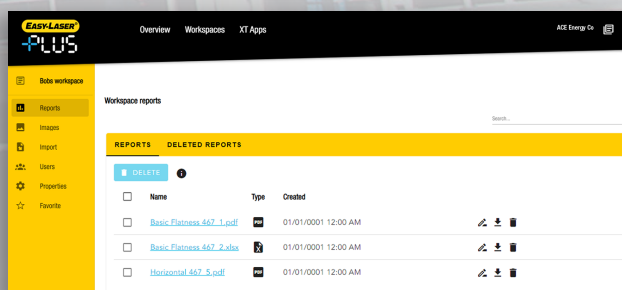 EASY-LASER®
+PLUS
Overview Workspaces XT Apps
ACE Energy Co
Bobs workspace
Reports
Images
Import
Users
Properties
Favorite
Workspace reports
Search...
REPORTS DELETED REPORTS
DELETE
Name Type Created
Basic Flatness 467_1.pdf PDF 01/01/0001 12:00 AM
Basic Flatness 467_2.xlsx X 01/01/0001 12:00 AM
Horizontal 467_5.pdf PDF 01/01/0001 12:00 AM